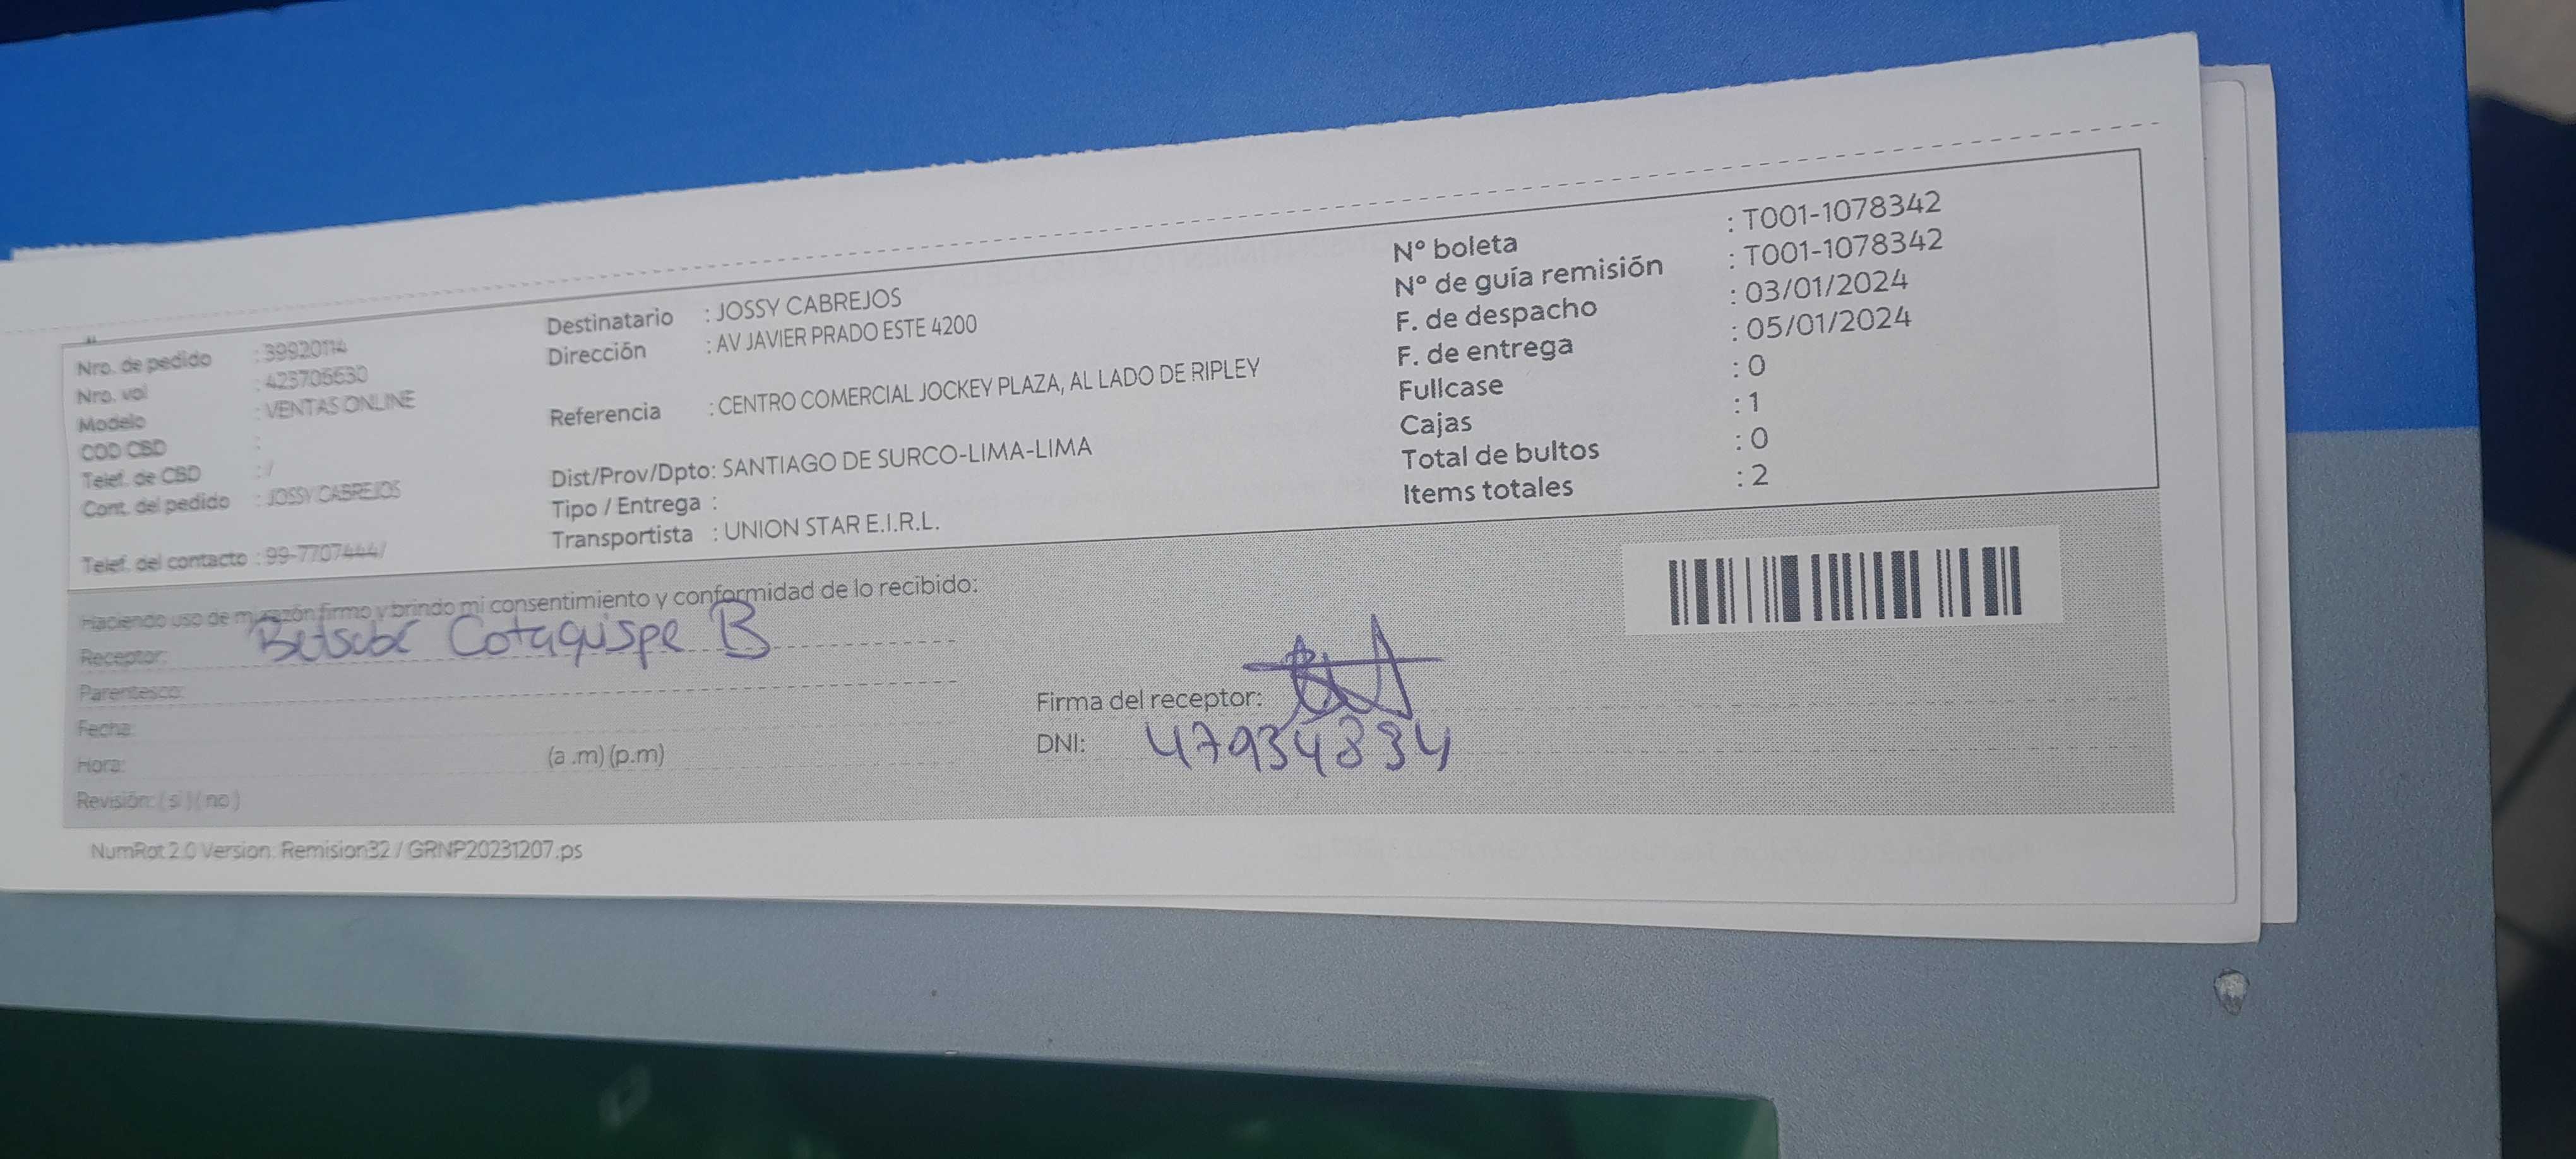 Nro. de pedido : 39920114
Nro. vol : 423706630
Modelo : VENTAS ONLINE
COD CBD :
Telef. de CBD : /
Cont. del pedido : JOSSY CABREJOS
Telef. del contacto : 99-7707444/
Destinatario : JOSSY CABREJOS
Dirección : AV JAVIER PRADO ESTE 4200
Referencia : CENTRO COMERCIAL JOCKEY PLAZA, AL LADO DE RIPLEY
Dist/Prov/Dpto: SANTIAGO DE SURCO-LIMA-LIMA
Tipo / Entrega :
Transportista : UNION STAR E.I.R.L.
N° boleta : T001-1078342
N° de guía remisión : T001-1078342
F. de despacho : 03/01/2024
F. de entrega : 05/01/2024
Fullcase : 0
Cajas : 1
Total de bultos : 0
Items totales : 2
Haciendo uso de mi razón firmo y brindo mi consentimiento y conformidad de lo recibido:
Receptor: Cotaquispe B
Parentesco:
Fecha:
Hora: (a .m) (p.m)
Revisión: ( si ) ( no )
Firma del receptor:
DNI: 47934834
NumRot 2.0 Version. Remision32 / GRNP20231207.ps